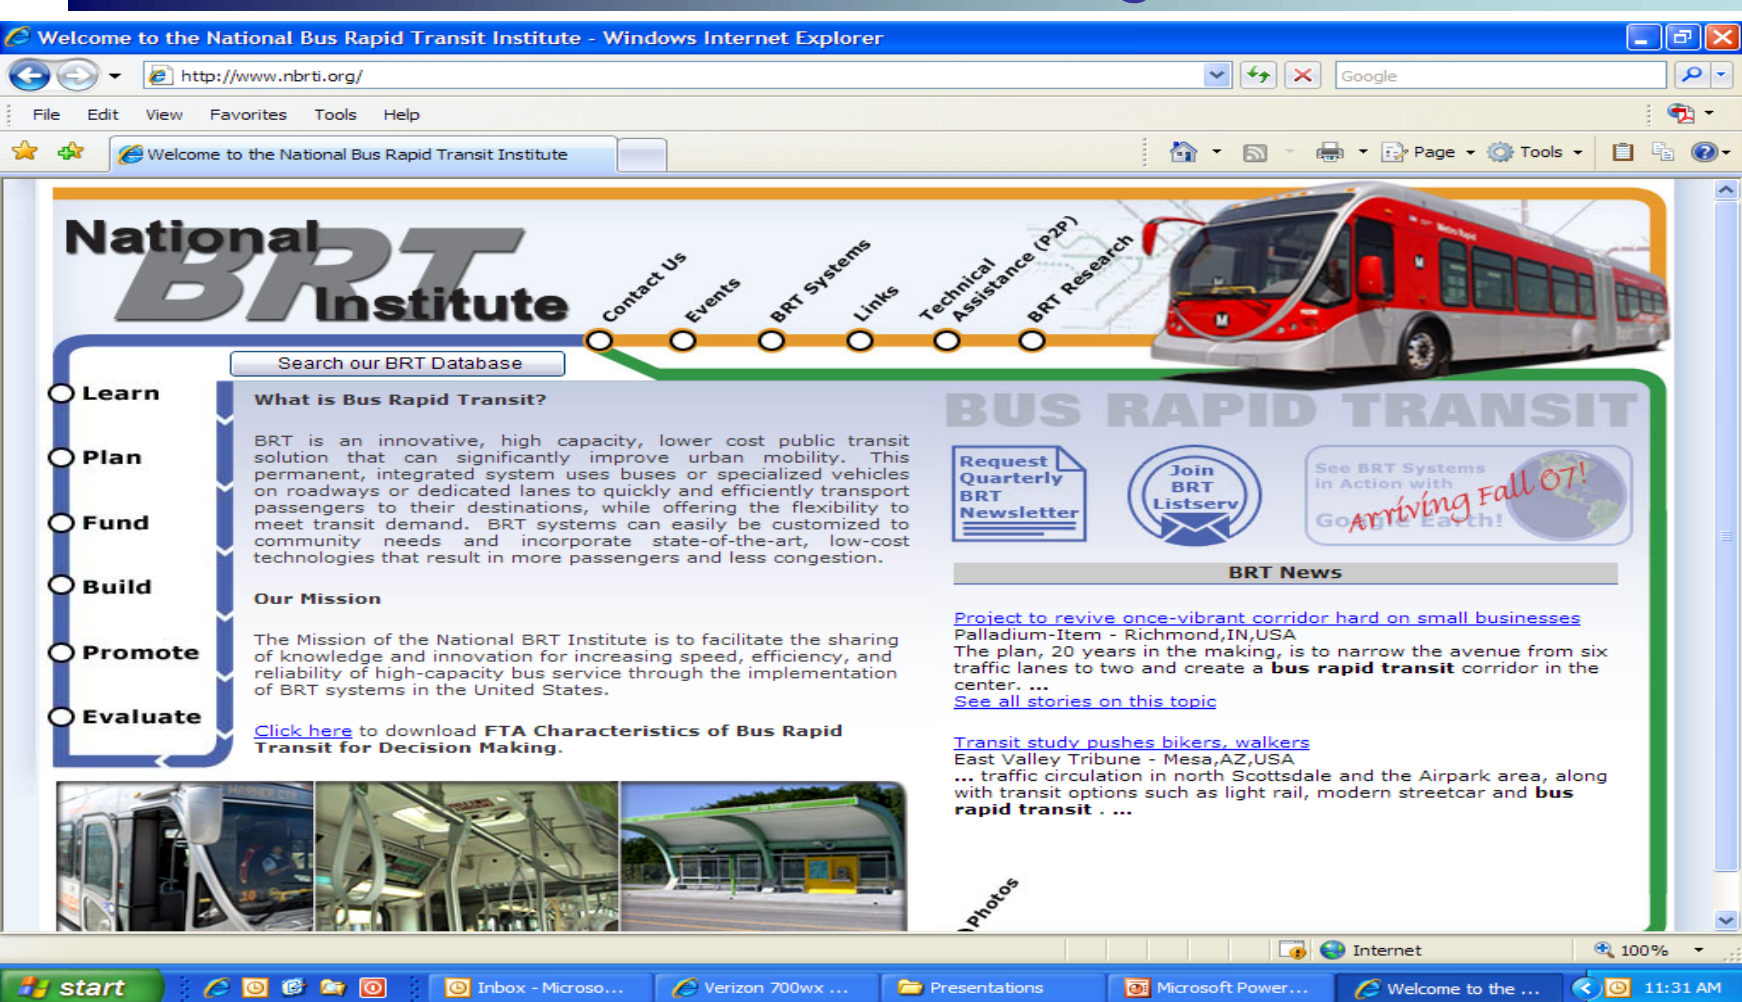 Welcome to the National Bus Rapid Transit Institute - Windows Internet Explorer
http://www.nbrti.org/
Google
File Edit View Favorites Tools Help
Welcome to the National Bus Rapid Transit Institute
Page Tools
National
BRT
Institute
Contact Us
Events
BRT Systems
Links
Technical
Assistance (P2P)
BRT Research
Metro Rapid
Search our BRT Database
Learn
Plan
Fund
Build
Promote
Evaluate
What is Bus Rapid Transit?
BRT is an innovative, high capacity, lower cost public transit
solution that can significantly improve urban mobility. This
permanent, integrated system uses buses or specialized vehicles
on roadways or dedicated lanes to quickly and efficiently transport
passengers to their destinations, while offering the flexibility to
meet transit demand. BRT systems can easily be customized to
community needs and incorporate state-of-the-art, low-cost
technologies that result in more passengers and less congestion.
Our Mission
The Mission of the National BRT Institute is to facilitate the sharing
of knowledge and innovation for increasing speed, efficiency, and
reliability of high-capacity bus service through the implementation
of BRT systems in the United States.
Click here to download FTA Characteristics of Bus Rapid
Transit for Decision Making.
BUS RAPID TRANSIT
Request
Quarterly
BRT
Newsletter
Join
BRT
Listserv
See BRT Systems
in Action with
Google Earth!
Arriving Fall 07!
BRT News
Project to revive once-vibrant corridor hard on small businesses
Palladium-Item - Richmond,IN,USA
The plan, 20 years in the making, is to narrow the avenue from six
traffic lanes to two and create a bus rapid transit corridor in the
center. ...
See all stories on this topic
Transit study pushes bikers, walkers
East Valley Tribune - Mesa,AZ,USA
... traffic circulation in north Scottsdale and the Airpark area, along
with transit options such as light rail, modern streetcar and bus
rapid transit . ...
Photos
WARNER CTR
Internet
100%
start
Inbox - Microso...
Verizon 700wx ...
Presentations
Microsoft Power...
Welcome to the ...
11:31 AM